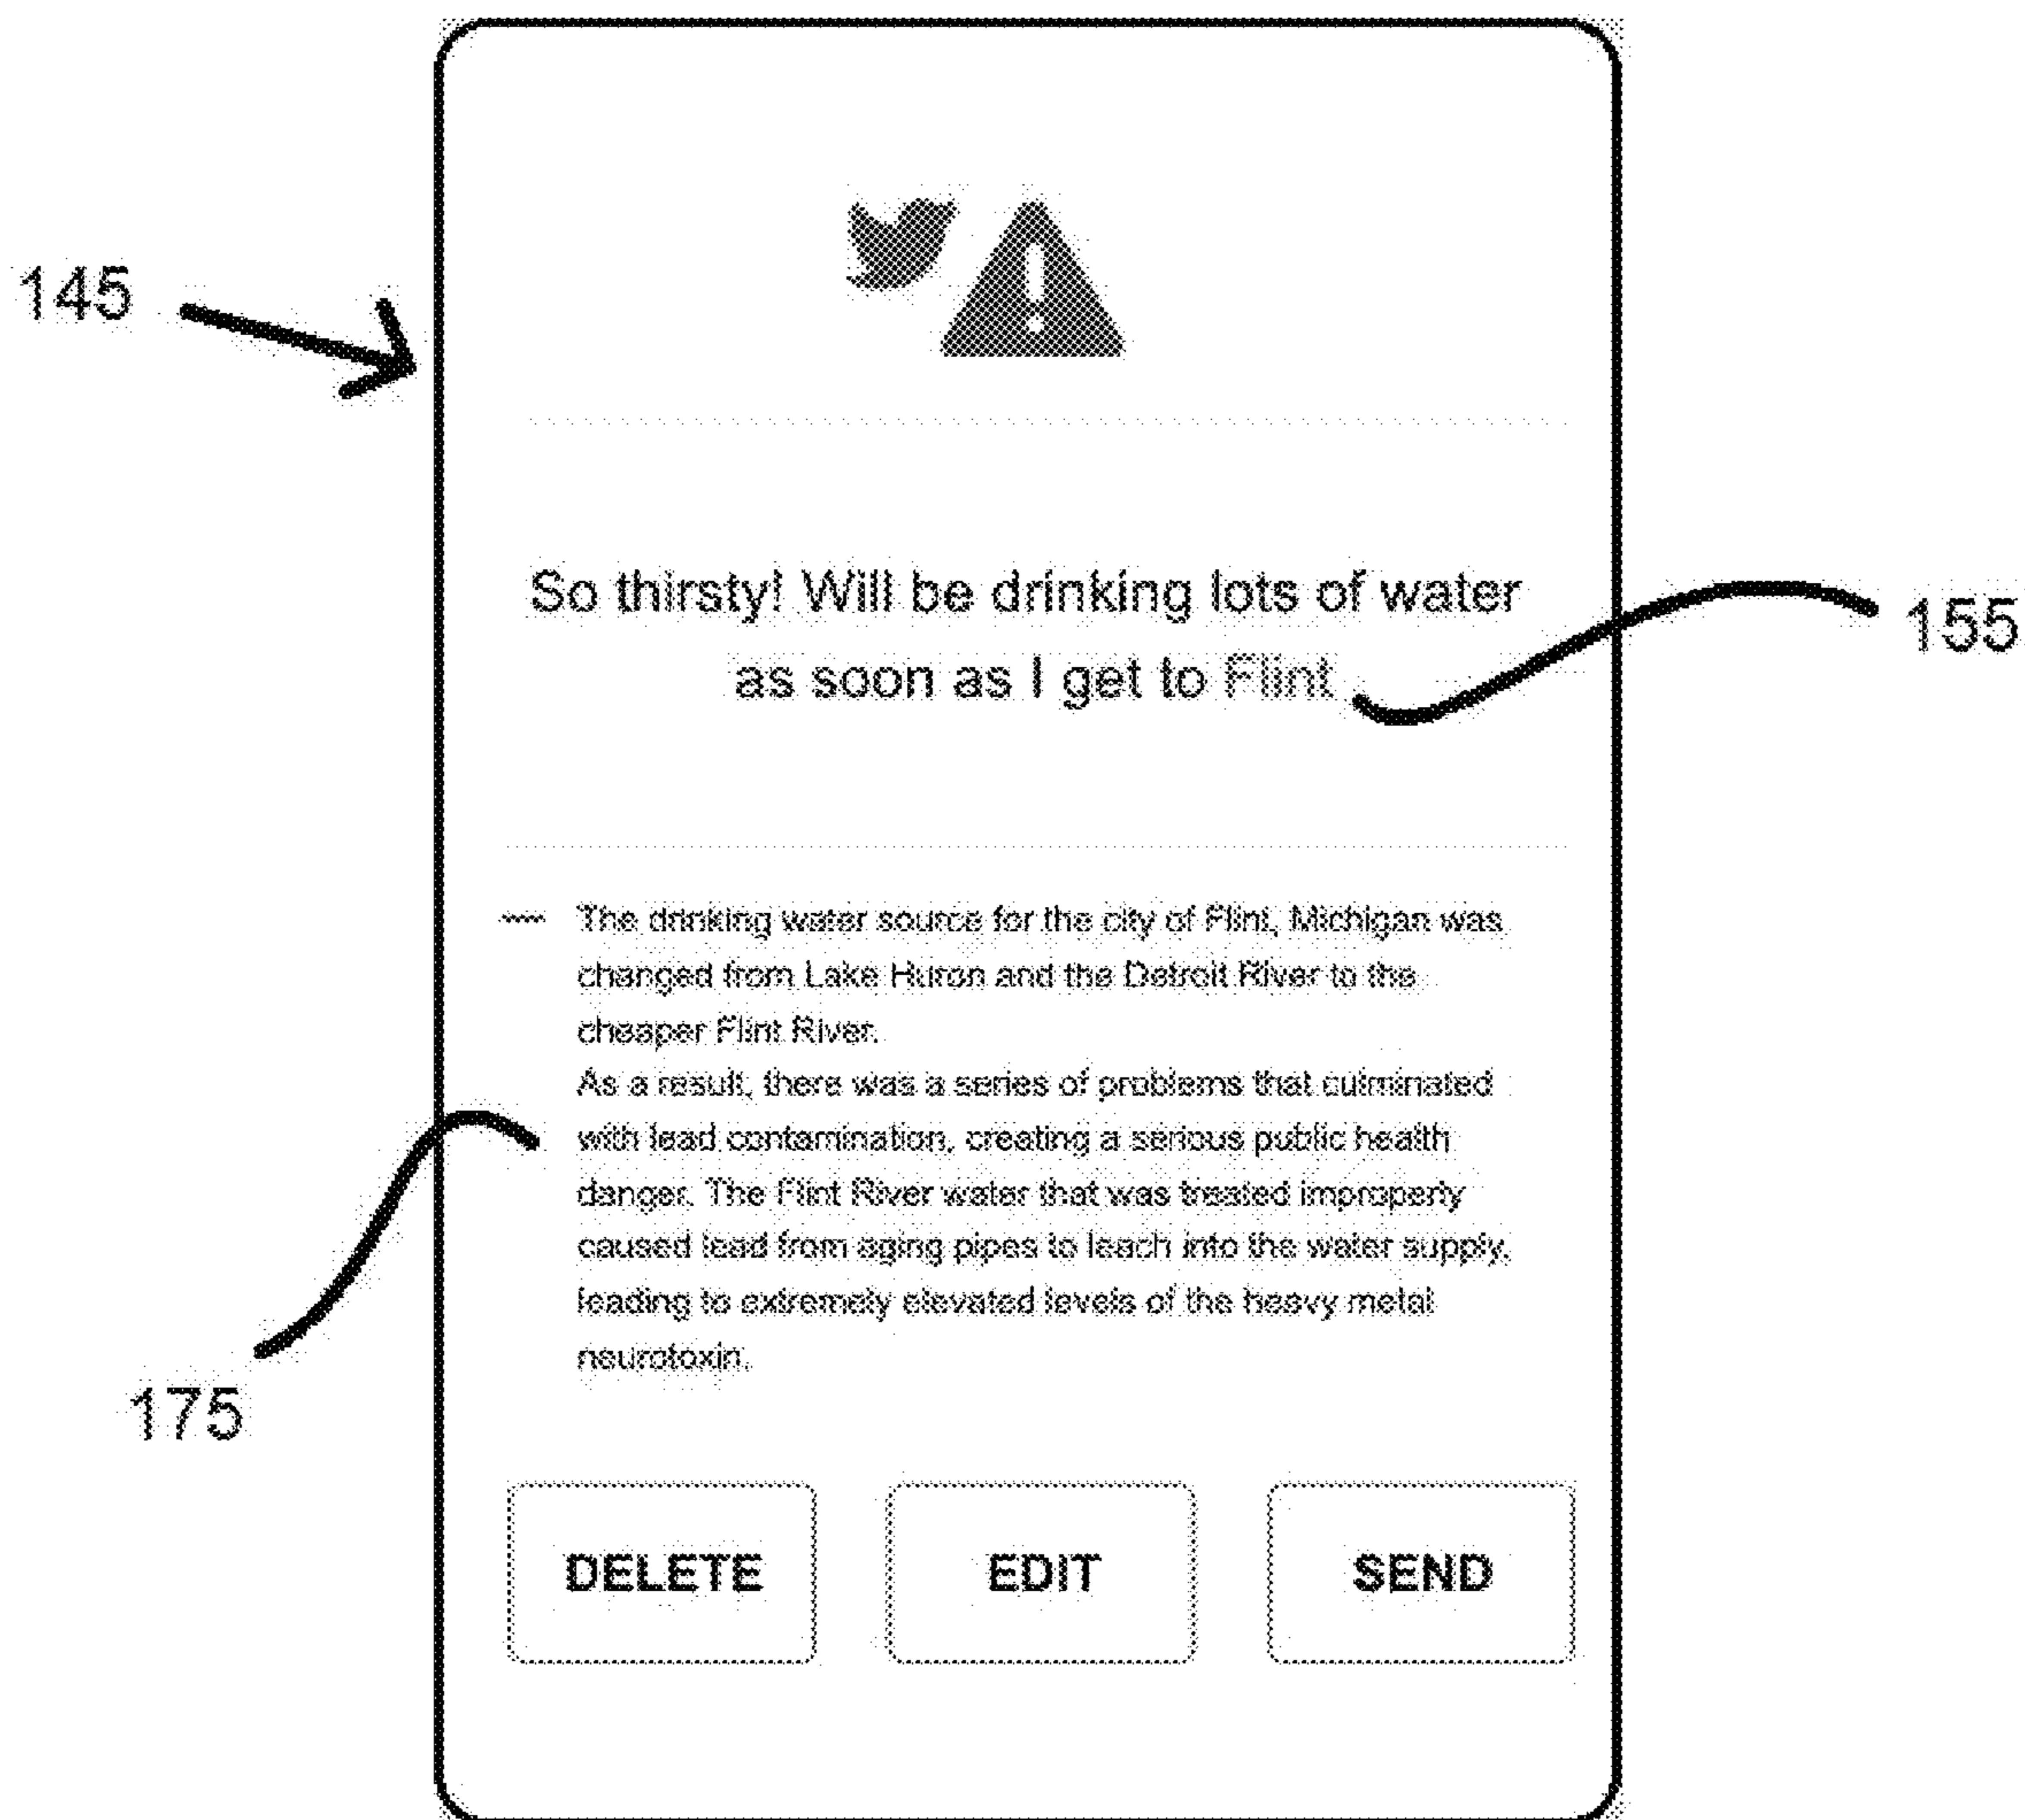 145
So thirsty! Will be drinking lots of water
155
as soon as I get to Flint
The drinking water source for the city of Flint, Michigan was
changed from Lake Huron and the Detroit River to the
cheaper Flint River.
As a result, there was a series of problems that culminated
with lead contamination, creating a serious public health
danger. The Flint River water that was treated improperly
caused lead from aging pipes to leach into the water supply,
leading to extremely elevated levels of the heavy metal
neurotoxin.
175
DELETE EDIT SEND